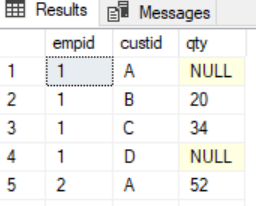 Results Messages
empid custid qty
1 1 A NULL
2 1 B 20
3 1 C 34
4 1 D NULL
5 2 A 52